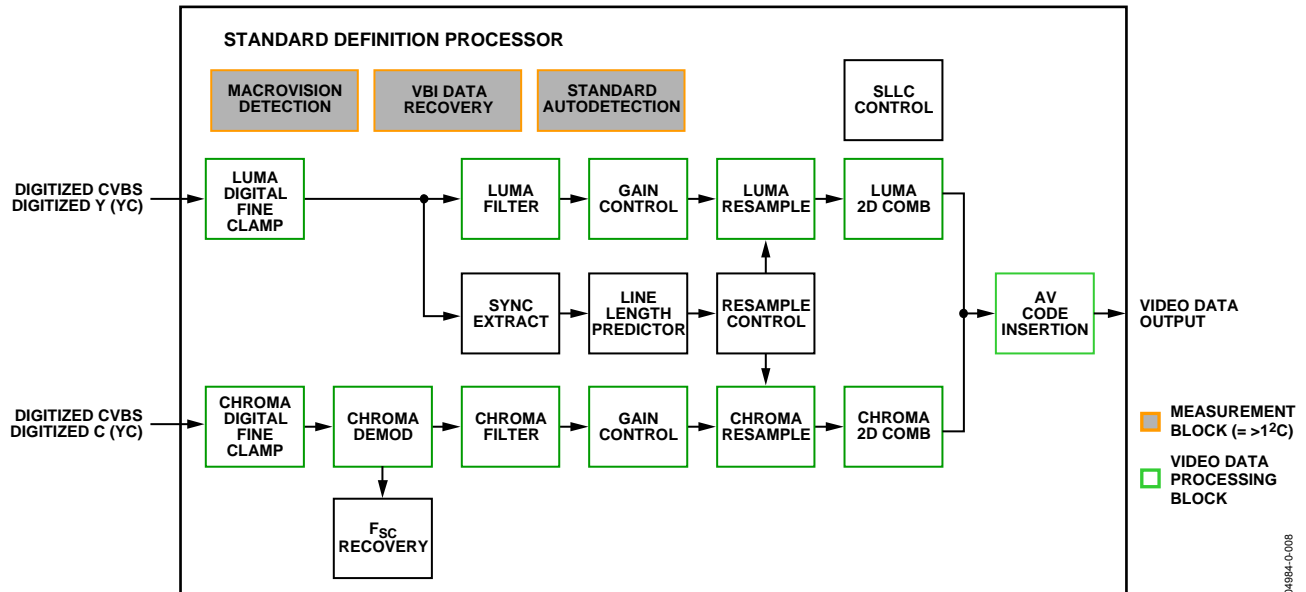 STANDARD DEFINITION PROCESSOR
MACROVISION
DETECTION
VBI DATA
RECOVERY
STANDARD
AUTODETECTION
SLLC
CONTROL
DIGITIZED CVBS
DIGITIZED Y (YC)
LUMA
DIGITAL
FINE
CLAMP
LUMA
FILTER
GAIN
CONTROL
LUMA
RESAMPLE
LUMA
2D COMB
SYNC
EXTRACT
LINE
LENGTH
PREDICTOR
RESAMPLE
CONTROL
AV
CODE
INSERTION
VIDEO DATA
OUTPUT
DIGITIZED CVBS
DIGITIZED C (YC)
CHROMA
DIGITAL
FINE
CLAMP
CHROMA
DEMOD
CHROMA
FILTER
GAIN
CONTROL
CHROMA
RESAMPLE
CHROMA
2D COMB
FSC
RECOVERY
MEASUREMENT
BLOCK (= >1²C)
VIDEO DATA
PROCESSING
BLOCK
04984-0-008